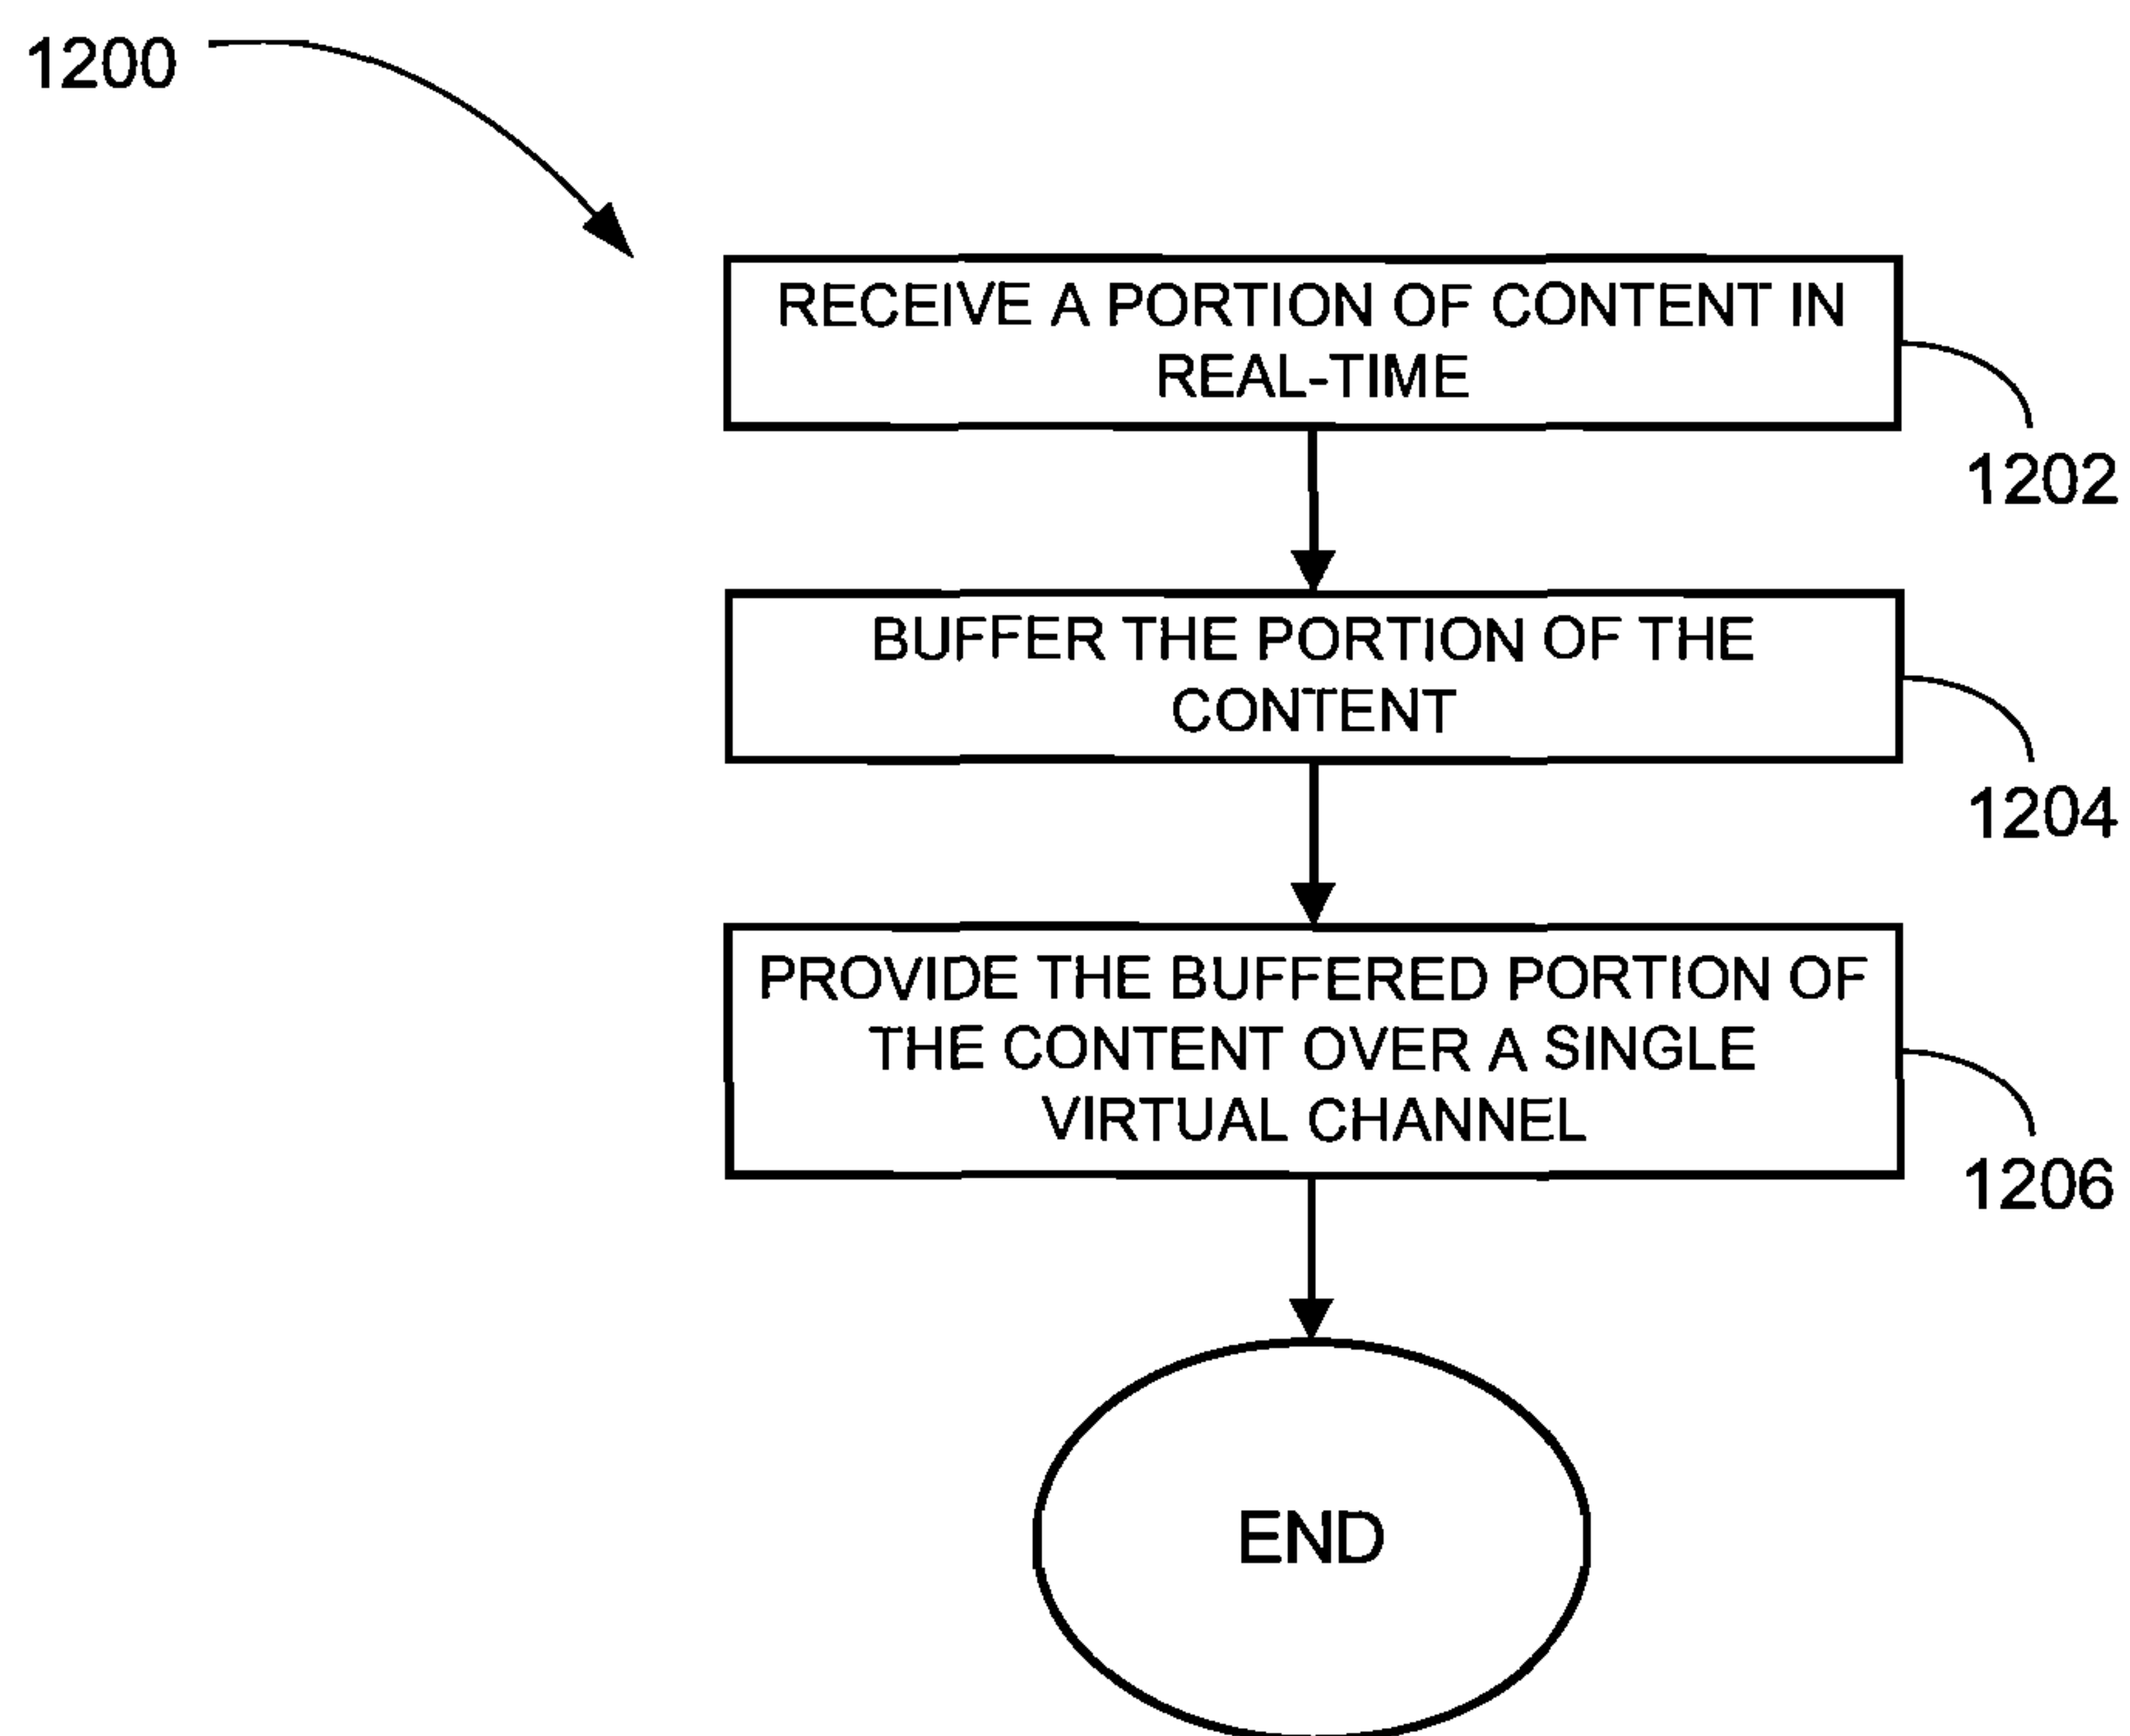 1200
RECEIVE A PORTION OF CONTENT IN
REAL-TIME
1202
BUFFER THE PORTION OF THE
CONTENT
1204
PROVIDE THE BUFFERED PORTION OF
THE CONTENT OVER A SINGLE
VIRTUAL CHANNEL
1206
END